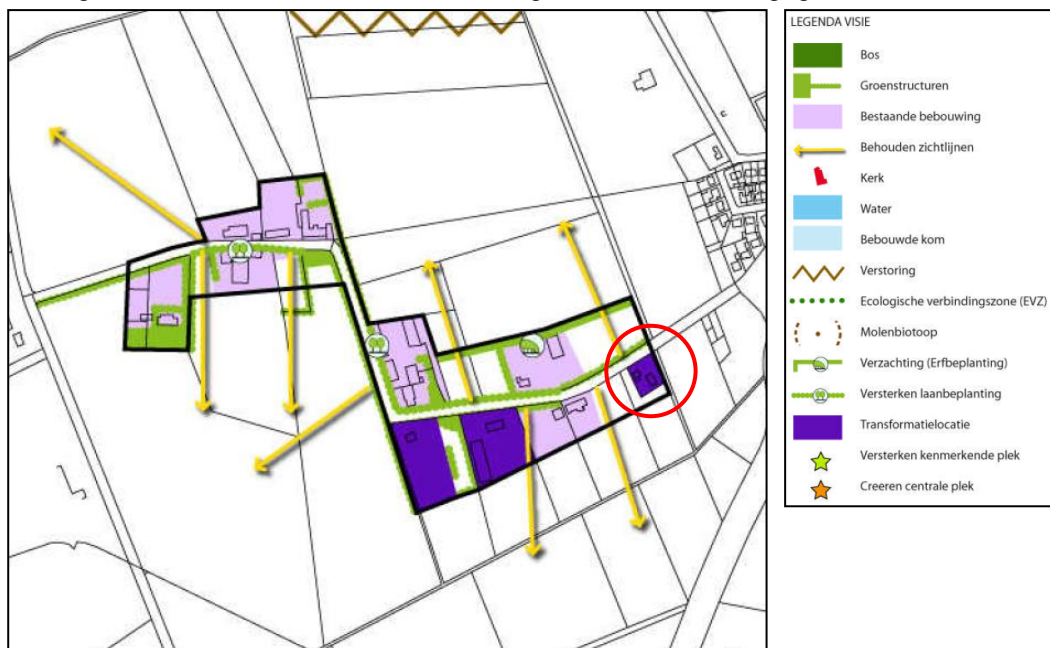 LEGENDA VISIE
Bos
Groenstructuren
Bestaande bebouwing
Behouden zichtlijnen
Kerk
Water
Bebouwde kom
Verstoring
Ecologische verbindingszone (EVZ)
Molenbiotoop
Verzachting (Erfbeplanting)
Versterken laanbeplanting
Transformatielocatie
Versterken kenmerkende plek
Creeren centrale plek